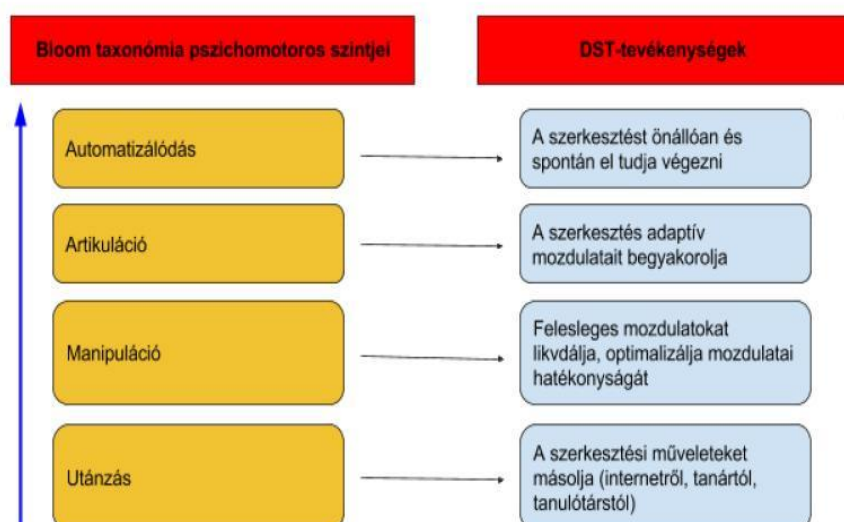 Bloom taxonómia pszichomotoros szintjei
DST-tevékenységek
Automatizálódás
A szerkesztést önállóan és
spontán el tudja végezni
Artikuláció
A szerkesztés adaptív
mozdulatait begyakorolja
Manipuláció
Felesleges mozdulatokat
likvdálja, optimalizálja mozdulatai
hatékonyságát
Utánzás
A szerkesztési műveleteket
másolja (internetről, tanártól,
tanulótárstól)